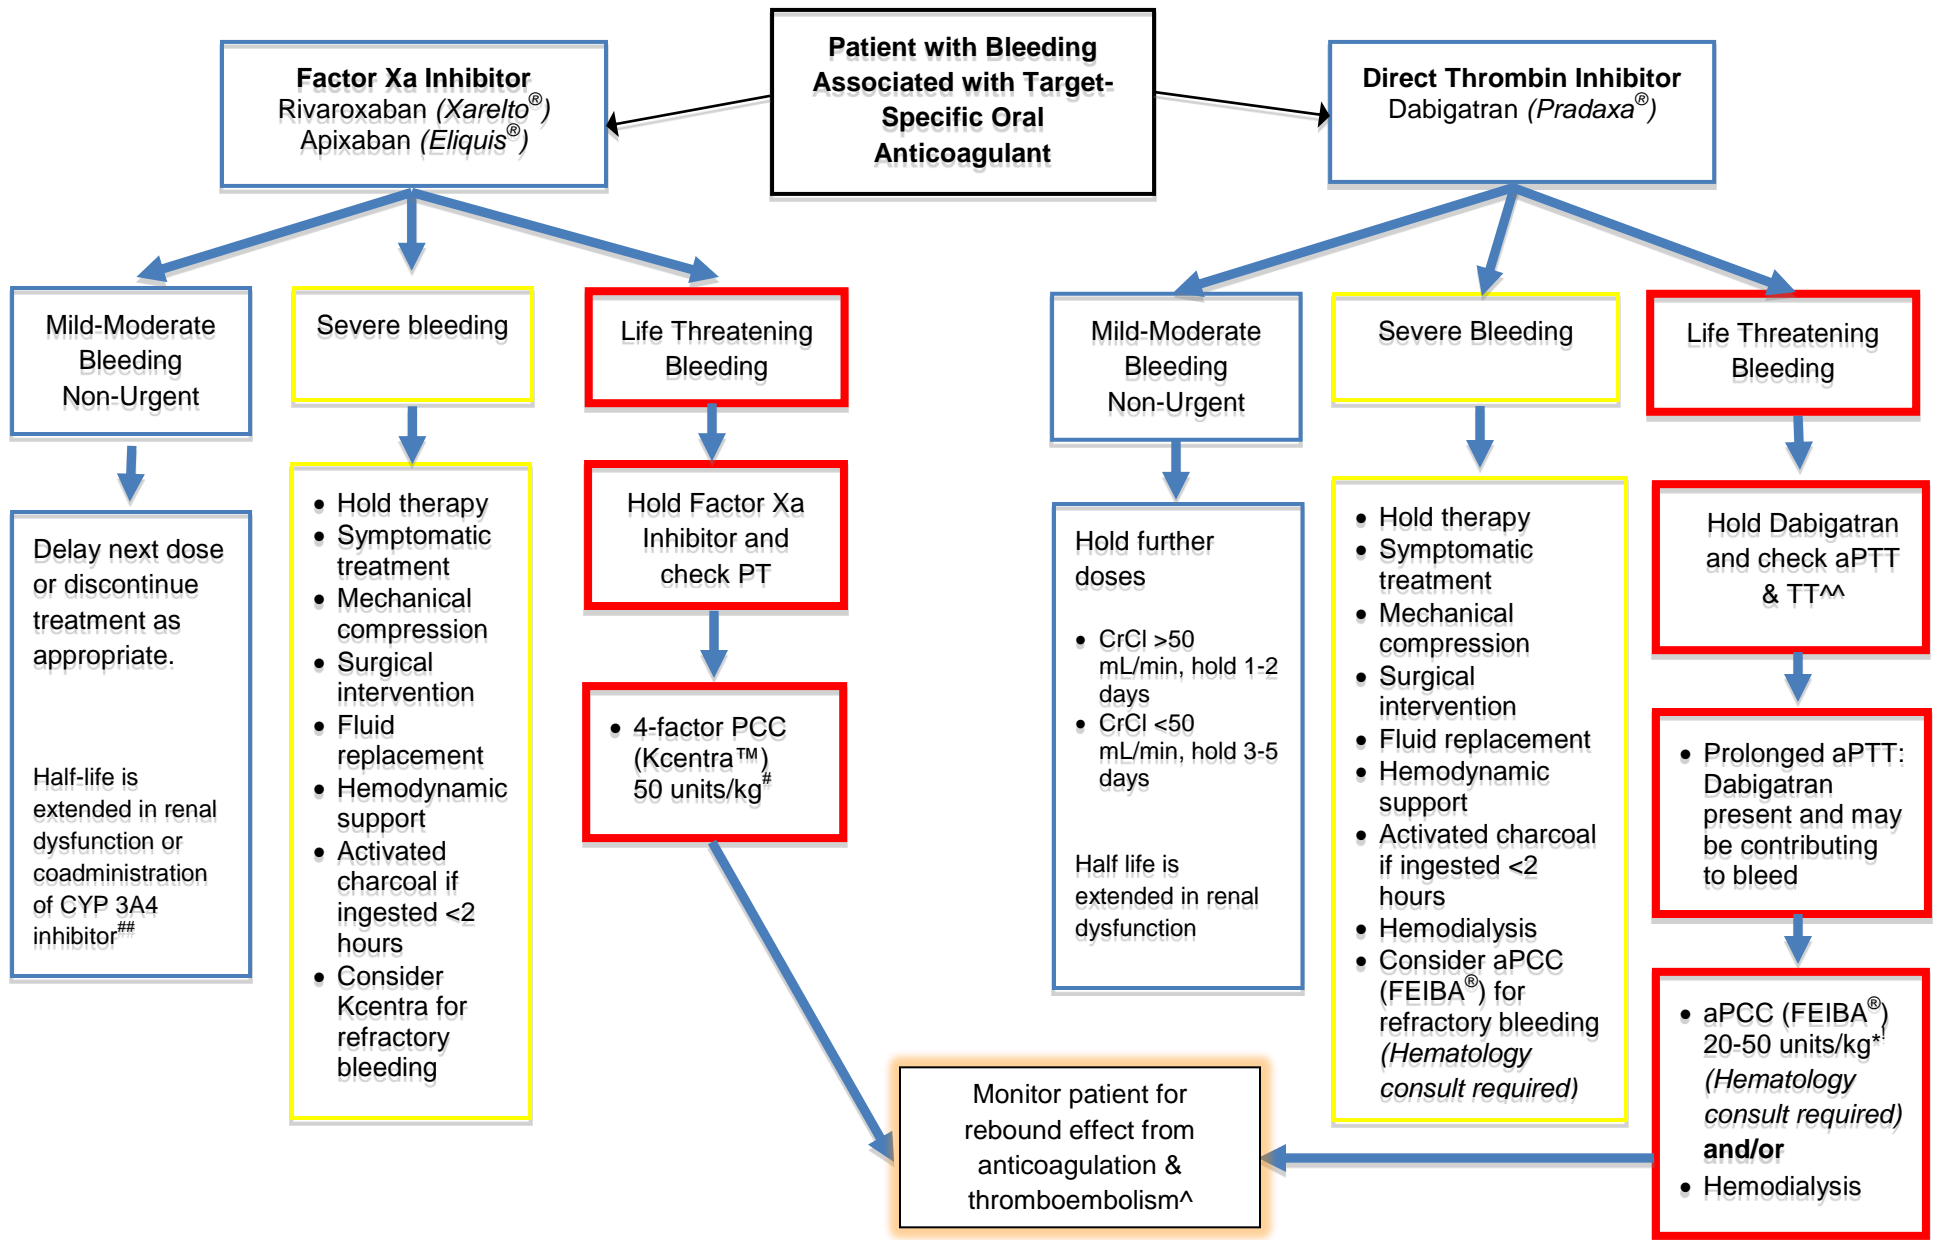 Patient with Bleeding
Associated with Target-
Specific Oral
Anticoagulant
Factor Xa Inhibitor
Rivaroxaban (Xarelto®)
Apixaban (Eliquis®)
Direct Thrombin Inhibitor
Dabigatran (Pradaxa®)
Mild-Moderate
Bleeding
Non-Urgent
Severe bleeding
Life Threatening
Bleeding
Mild-Moderate
Bleeding
Non-Urgent
Severe Bleeding
Life Threatening
Bleeding
Delay next dose
or discontinue
treatment as
appropriate.
Half-life is
extended in renal
dysfunction or
coadministration
of CYP 3A4
inhibitor##
• Hold therapy
• Symptomatic
treatment
• Mechanical
compression
• Surgical
intervention
• Fluid
replacement
• Hemodynamic
support
• Activated
charcoal if
ingested <2
hours
• Consider
Kcentra for
refractory
bleeding
Hold Factor Xa
Inhibitor and
check PT
• 4-factor PCC
(Kcentra™)
50 units/kg#
Hold further
doses
• CrCl >50
mL/min, hold 1-2
days
• CrCl <50
mL/min, hold 3-5
days
Half life is
extended in renal
dysfunction
• Hold therapy
• Symptomatic
treatment
• Mechanical
compression
• Surgical
intervention
• Fluid replacement
• Hemodynamic
support
• Activated charcoal
if ingested <2
hours
• Hemodialysis
• Consider aPCC
(FEIBA®) for
refractory bleeding
(Hematology
consult required)
Hold Dabigatran
and check aPTT
& TT^^
• Prolonged aPTT:
Dabigatran
present and may
be contributing
to bleed
• aPCC (FEIBA®)
20-50 units/kg*!
(Hematology
consult required)
and/or
• Hemodialysis
Monitor patient for
rebound effect from
anticoagulation &
thromboembolism^